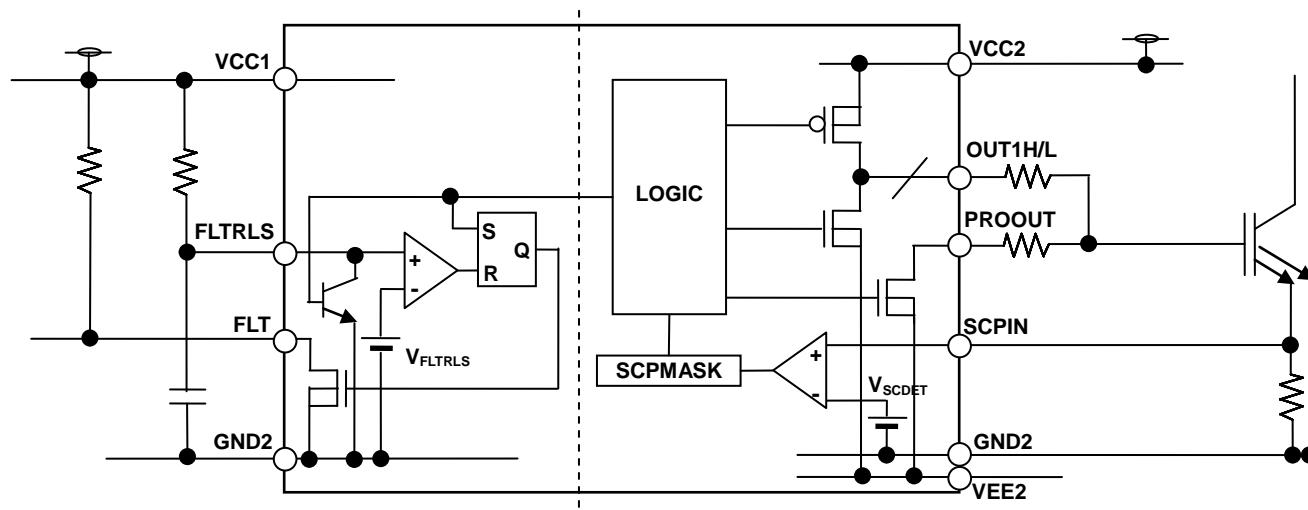 VCC1
VCC2
OUT1H/L
LOGIC
PROOUT
FLTRLS
S
Q
R
+
-
FLT
SCPIN
VFLTRLS
SCPMASK
+
-
VSCDET
GND2
GND2
VEE2